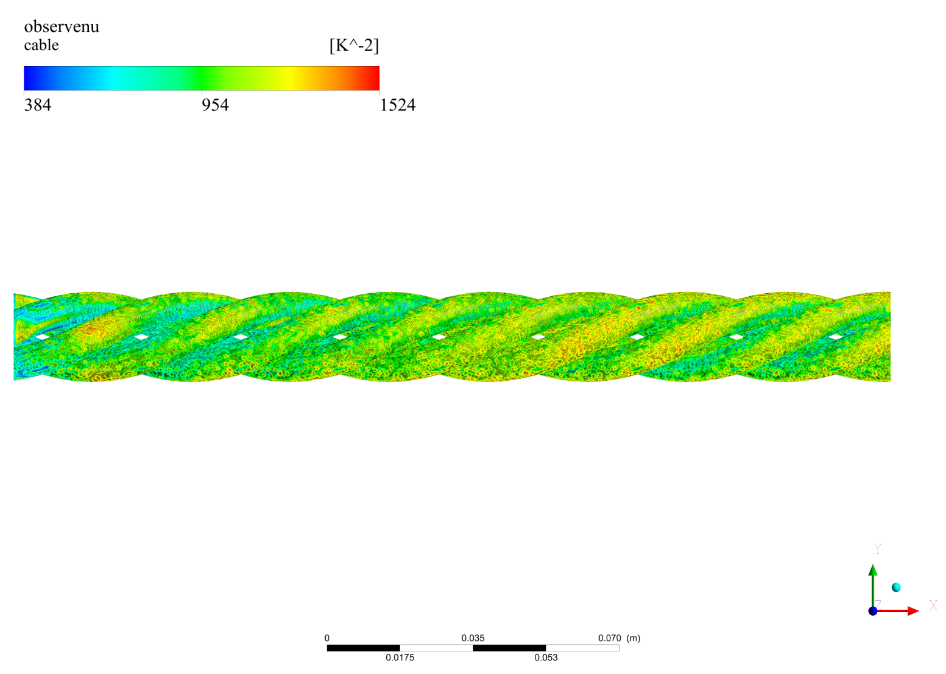 observenu
cable [K^-2]
384 954 1524
Y
Z X
0 0.035 0.070 (m)
0.0175 0.053